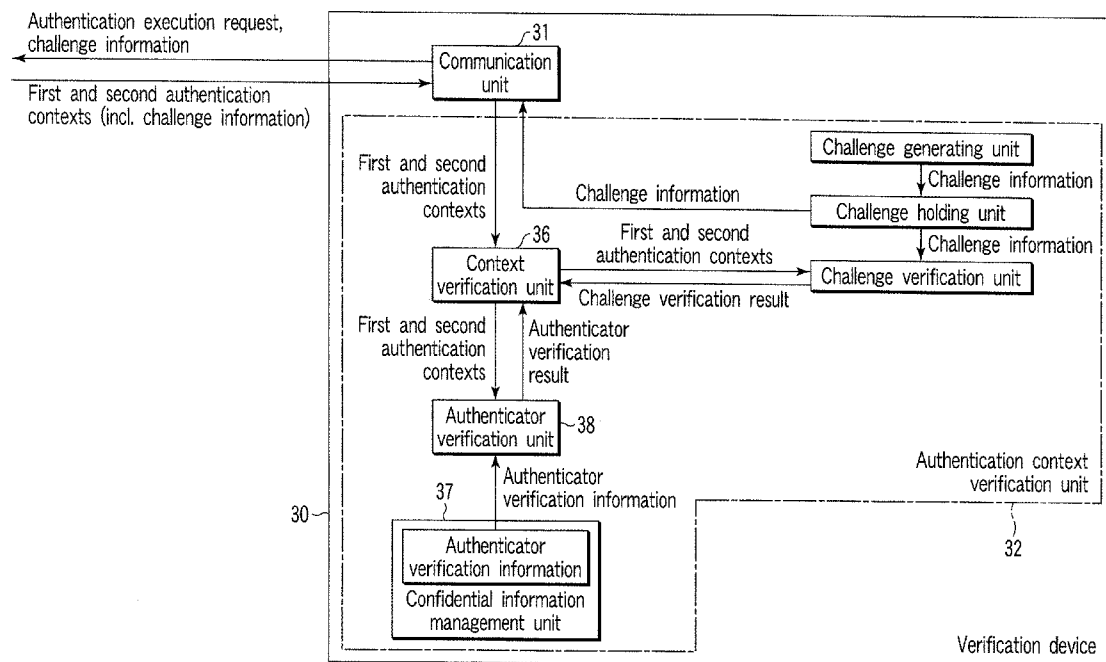 Authentication execution request,
challenge information
First and second authentication
contexts (incl. challenge information)
31
Communication
unit
First and second
authentication
contexts
Challenge information
Challenge generating unit
Challenge information
Challenge holding unit
Challenge information
Challenge verification unit
36
Context
verification unit
First and second
authentication contexts
Challenge verification result
First and second
authentication
contexts
Authenticator
verification
result
Authenticator
verification unit
38
Authenticator
verification information
37
Authenticator
verification information
Confidential information
management unit
30
Authentication context
verification unit
32
Verification device